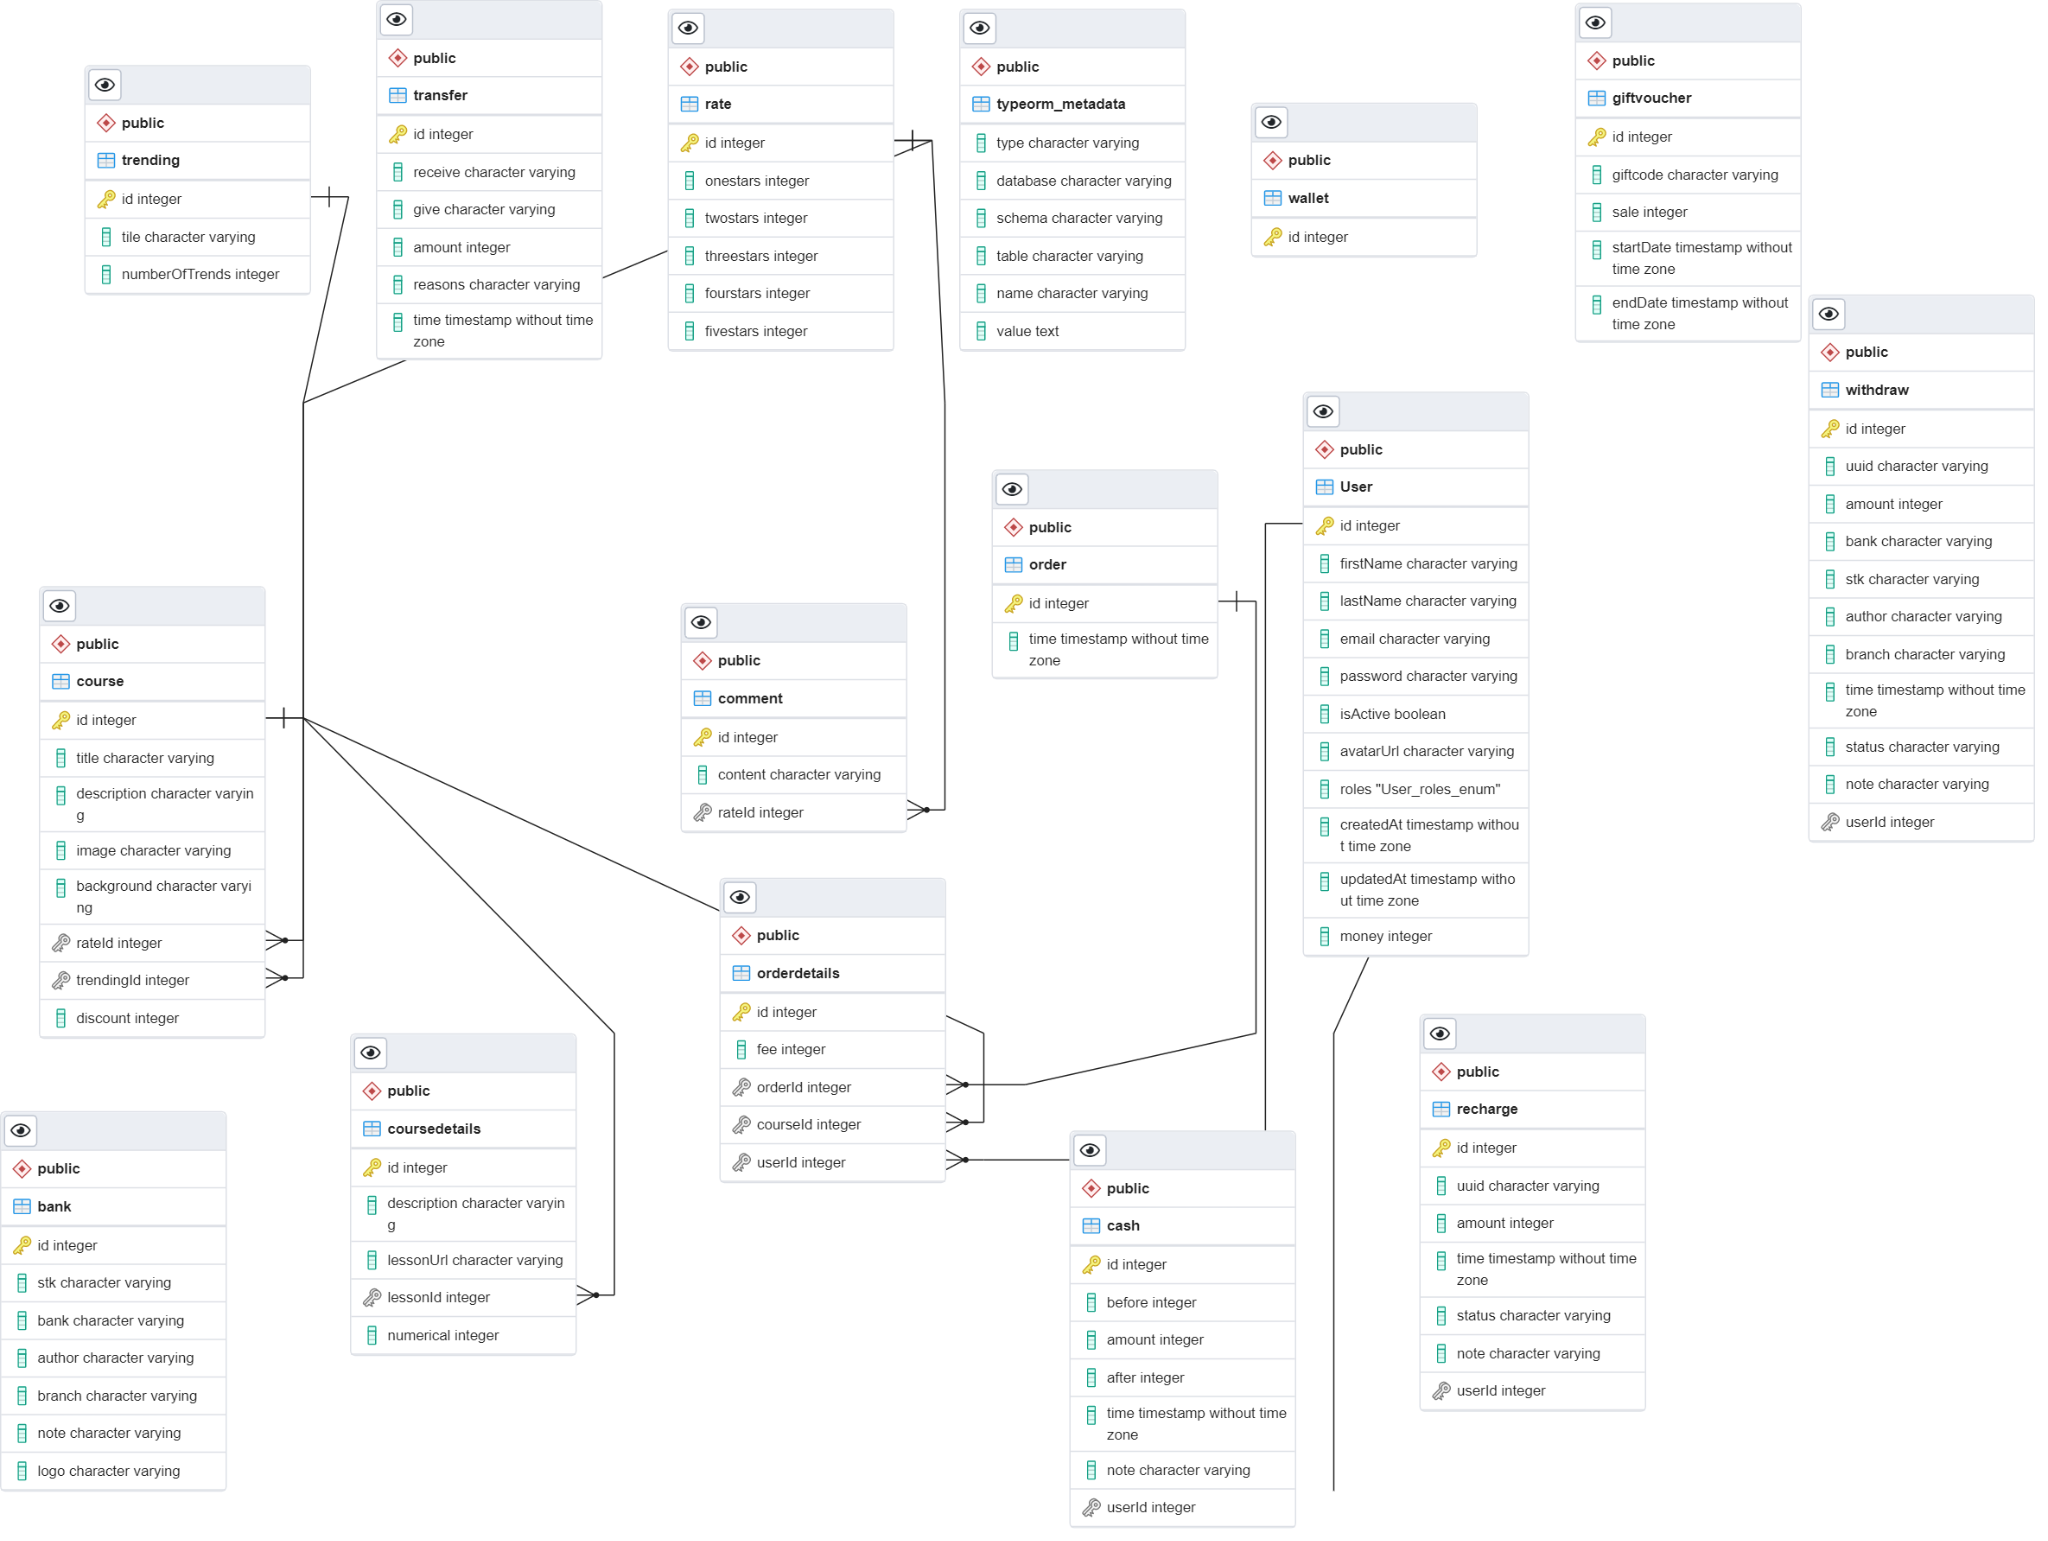 public
trending
id integer
tile character varying
numberOfTrends integer
public
transfer
id integer
receive character varying
give character varying
amount integer
reasons character varying
time timestamp without time
zone
public
rate
id integer
onestars integer
twostars integer
threestars integer
fourstars integer
fivestars integer
public
typeorm_metadata
type character varying
database character varying
schema character varying
table character varying
name character varying
value text
public
wallet
id integer
public
giftvoucher
id integer
giftcode character varying
sale integer
startDate timestamp without
time zone
endDate timestamp without
time zone
public
withdraw
id integer
uuid character varying
amount integer
bank character varying
stk character varying
author character varying
branch character varying
time timestamp without time
zone
status character varying
note character varying
userId integer
public
User
id integer
firstName character varying
lastName character varying
email character varying
password character varying
isActive boolean
avatarUrl character varying
roles "User_roles_enum"
createdAt timestamp withou
t time zone
updatedAt timestamp witho
ut time zone
money integer
public
order
id integer
time timestamp without time
zone
public
comment
id integer
content character varying
rateId integer
public
course
id integer
title character varying
description character varyin
g
image character varying
background character varyi
ng
rateId integer
trendingId integer
discount integer
public
orderdetails
id integer
fee integer
orderId integer
courseId integer
userId integer
public
coursedetails
id integer
description character varyin
g
lessonUrl character varying
lessonId integer
numerical integer
public
bank
id integer
stk character varying
bank character varying
author character varying
branch character varying
note character varying
logo character varying
public
cash
id integer
before integer
amount integer
after integer
time timestamp without time
zone
note character varying
userId integer
public
recharge
id integer
uuid character varying
amount integer
time timestamp without time
zone
status character varying
note character varying
userId integer